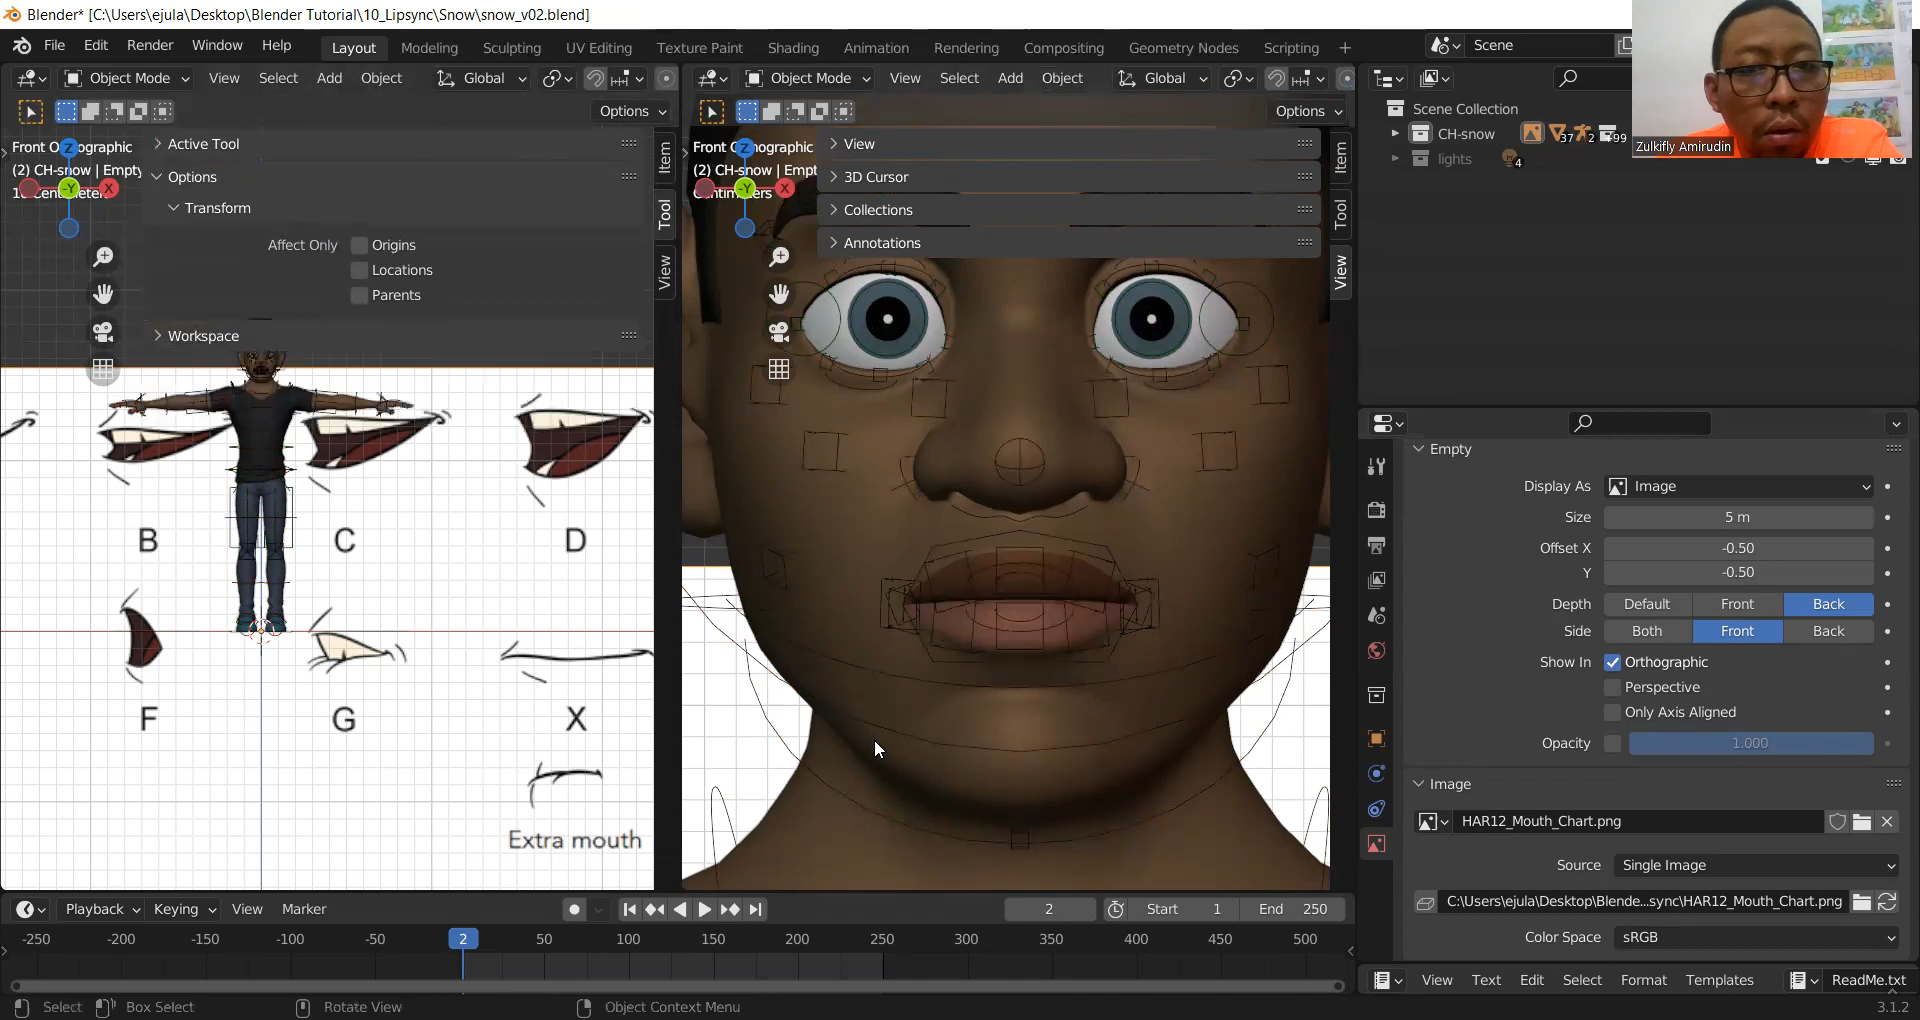 Blender* [C:\Users\ejula\Desktop\Blender Tutorial\10_Lipsync\Snow\snow_v02.blend]
File Edit Render Window Help
Layout Modeling Sculpting UV Editing Texture Paint Shading Animation Rendering Compositing Geometry Nodes Scripting +
Scene
Object Mode View Select Add Object Global
Object Mode View Select Add Object Global
Options
Options
Front Orthographic
(2) CH-snow | Empty
Z
-Y
X
Active Tool
Options
Transform
Affect Only Origins
Locations
Parents
Workspace
Item
Tool
View
B C D
F G X
Extra mouth
(2) CH-snow | Empt
Centimeters
Z
-Y
X
View
3D Cursor
Collections
Annotations
Item
Tool
View
Scene Collection
CH-snow 37 2 99
lights 4
Zulkifly Amirudin
Empty
Display As Image
Size 5 m
Offset X -0.50
Y -0.50
Depth Default Front Back
Side Both Front Back
Show In Orthographic
Perspective
Only Axis Aligned
Opacity 1.000
Image
HAR12_Mouth_Chart.png
Source Single Image
C:\Users\ejula\Desktop\Blende...sync\HAR12_Mouth_Chart.png
Color Space sRGB
View Text Edit Select Format Templates ReadMe.txt
Playback Keying View Marker 2 Start 1 End 250
-250 -200 -150 -100 -50 2 50 100 150 200 250 300 350 400 450 500
Select Box Select Rotate View Object Context Menu 3.1.2